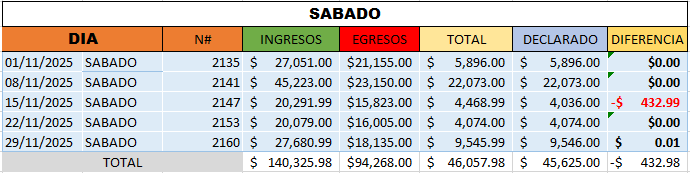 SABADO
DIA N# INGRESOS EGRESOS TOTAL DECLARADO DIFERENCIA
01/11/2025 SABADO 2135 $ 27,051.00 $21,155.00 $ 5,896.00 $ 5,896.00 $0.00
08/11/2025 SABADO 2141 $ 45,223.00 $23,150.00 $ 22,073.00 $ 22,073.00 $0.00
15/11/2025 SABADO 2147 $ 20,291.99 $15,823.00 $ 4,468.99 $ 4,036.00 -$ 432.99
22/11/2025 SABADO 2153 $ 20,079.00 $16,005.00 $ 4,074.00 $ 4,074.00 $0.00
29/11/2025 SABADO 2160 $ 27,680.99 $18,135.00 $ 9,545.99 $ 9,546.00 $ 0.01
TOTAL $ 140,325.98 $94,268.00 $ 46,057.98 $ 45,625.00 -$ 432.98